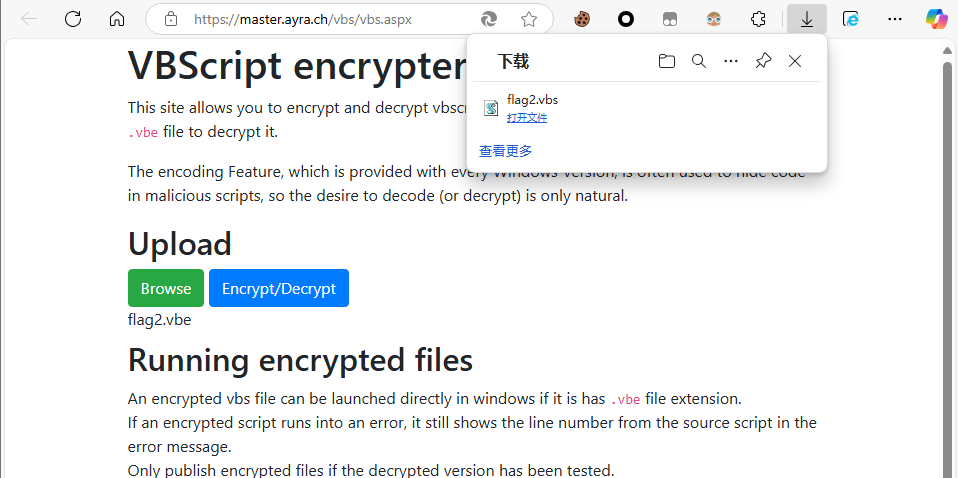 https://master.ayra.ch/vbs/vbs.aspx
下载
flag2.vbs
打开文件
查看更多
VBScript encrypter
This site allows you to encrypt and decrypt vbscr
.vbe file to decrypt it.
The encoding Feature, which is provided with every Windows version, is often used to hide code
in malicious scripts, so the desire to decode (or decrypt) is only natural.
Upload
Browse
Encrypt/Decrypt
flag2.vbe
Running encrypted files
An encrypted vbs file can be launched directly in windows if it is has .vbe file extension.
If an encrypted script runs into an error, it still shows the line number from the source script in the
error message.
Only publish encrypted files if the decrypted version has been tested.